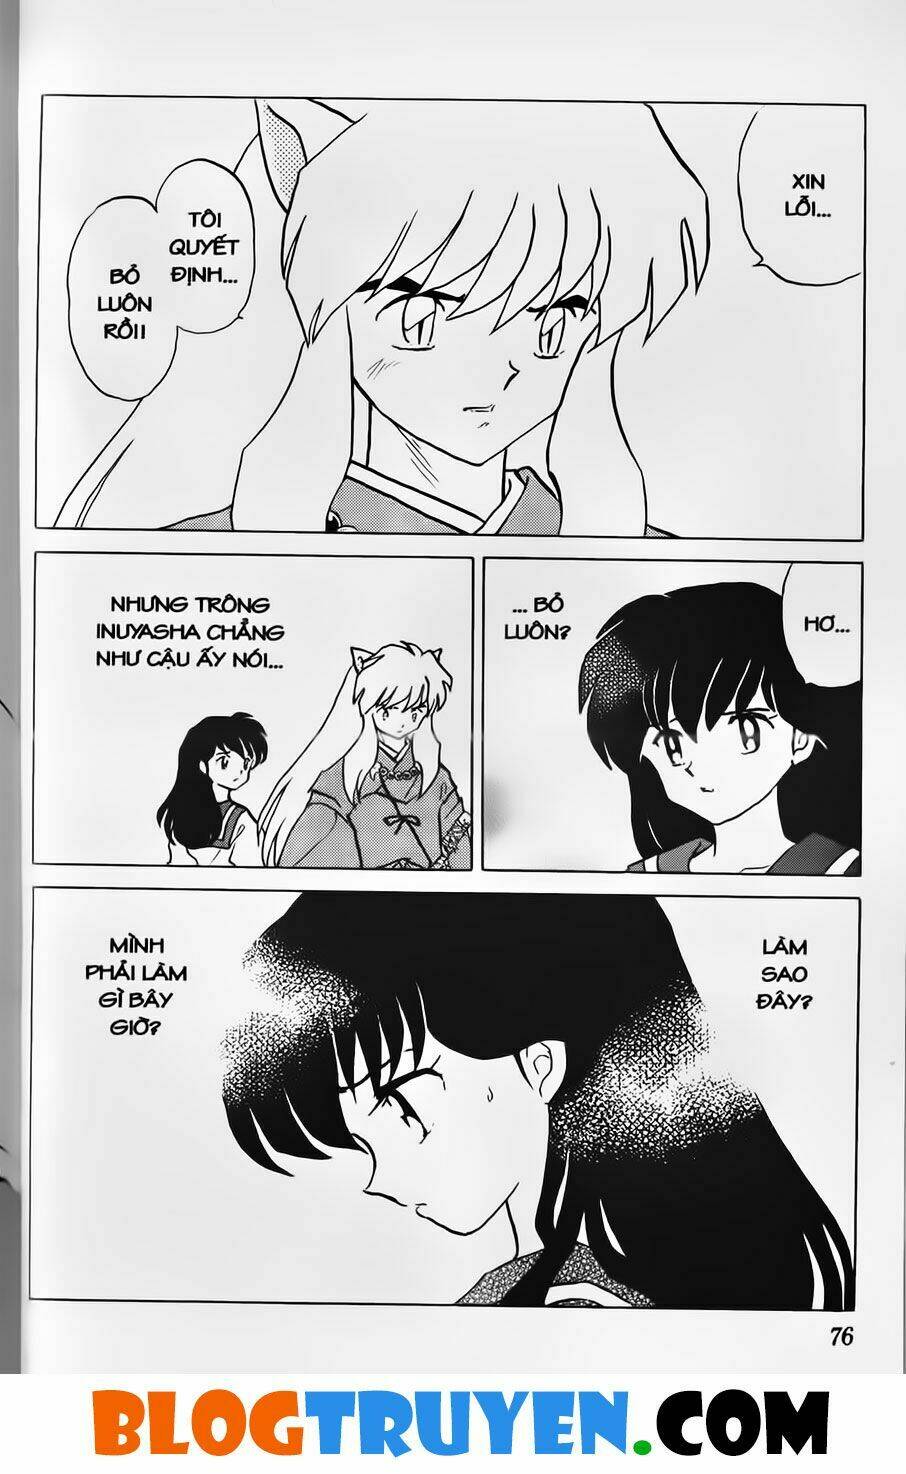 XIN
LỖI...
TÔI
QUYẾT
ĐỊNH...
BỎ
LUÔN
RỒI!
HƠ...
... BỎ
LUÔN?
NHƯNG TRÔNG
INUYASHA CHẲNG
NHƯ CẬU ẤY NÓI...
LÀM
SAO
ĐÂY?
MÌNH
PHẢI LÀM
GÌ BÂY
GIỜ?
76
BLOGTRUYEN.COM